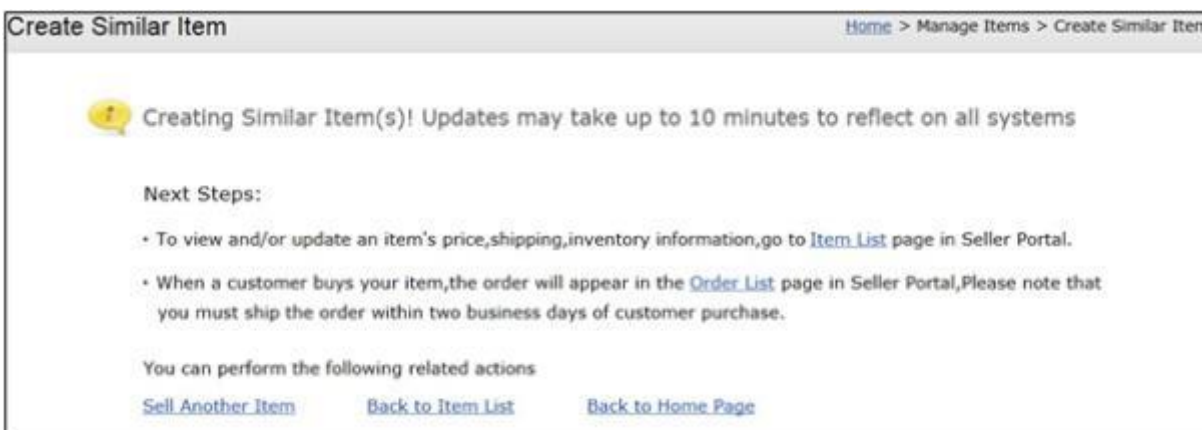 Create Similar Item
Home > Manage Items > Create Similar Item
Creating Similar Item(s)! Updates may take up to 10 minutes to reflect on all systems
Next Steps:
• To view and/or update an item's price,shipping,inventory information,go to Item List page in Seller Portal.
• When a customer buys your item,the order will appear in the Order List page in Seller Portal,Please note that
you must ship the order within two business days of customer purchase.
You can perform the following related actions
Sell Another Item Back to Item List Back to Home Page